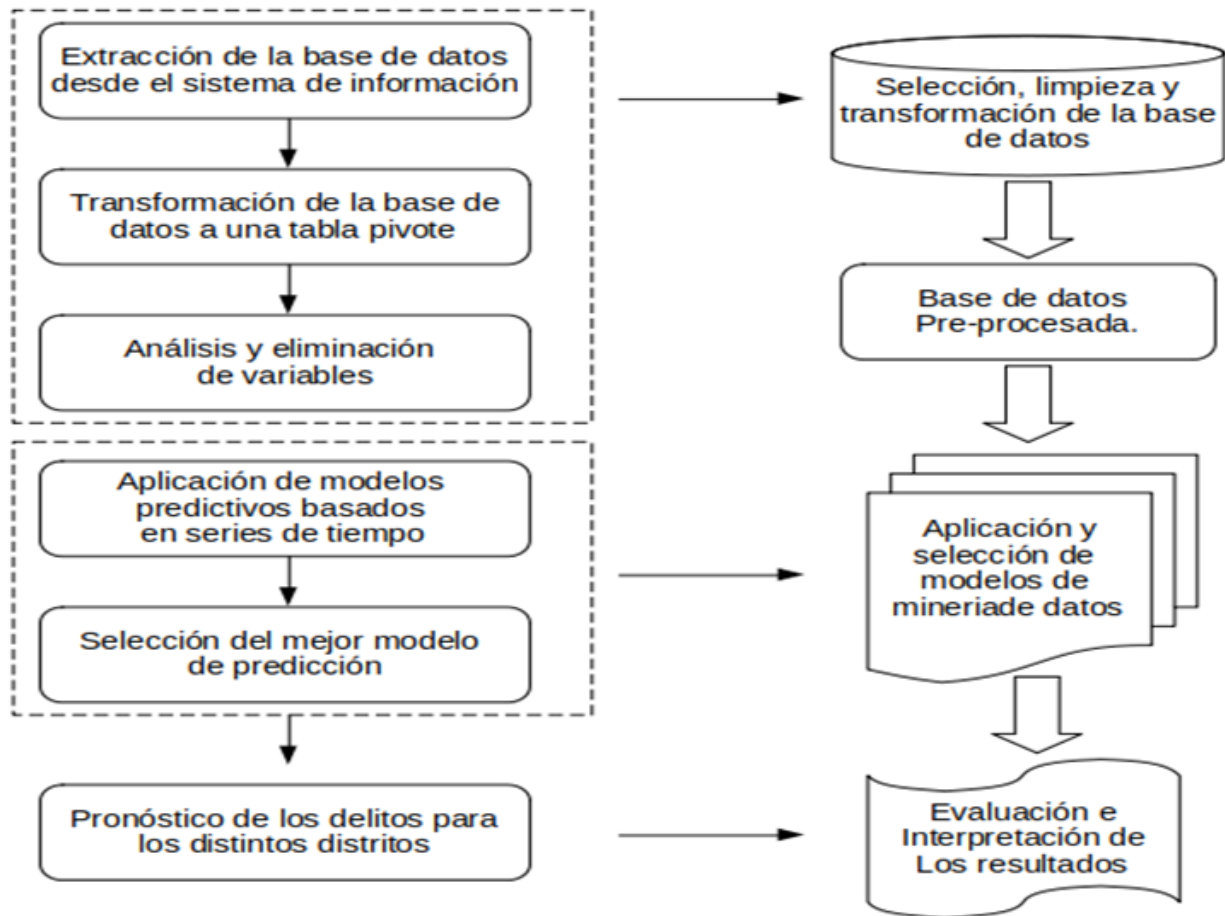 Extracción de la base de datos
desde el sistema de información
Transformación de la base de
datos a una tabla pivote
Análisis y eliminación
de variables
Aplicación de modelos
predictivos basados
en series de tiempo
Selección del mejor modelo
de predicción
Pronóstico de los delitos para
los distintos distritos
Selección, limpieza y
transformación de la base
de datos
Base de datos
Pre-procesada.
Aplicación y
selección de
modelos de
mineriade datos
Evaluación e
Interpretación de
Los resultados